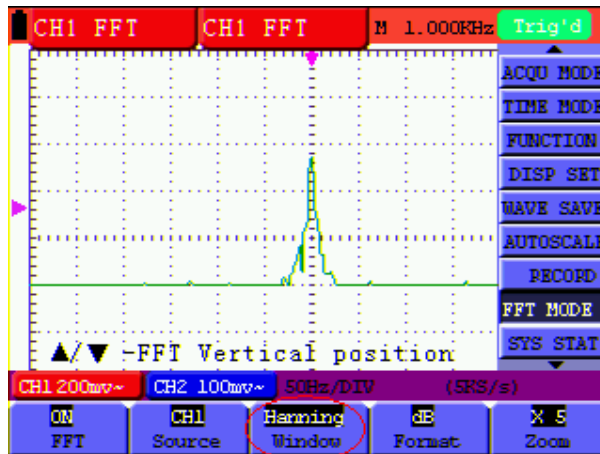 CH1 FFT CH1 FFT M 1.000KHz Trig'd
ACQU MODE
TIME MODE
FUNCTION
DISP SET
WAVE SAVE
AUTOSCALE
RECORD
FFT MODE
SYS STAT
▲/▼ -FFT Vertical position
CH1 200mv~ CH2 100mv~ 50Hz/DIV (5KS/s)
ON CH1 Hanning dB X 5
FFT Source Window Format Zoom